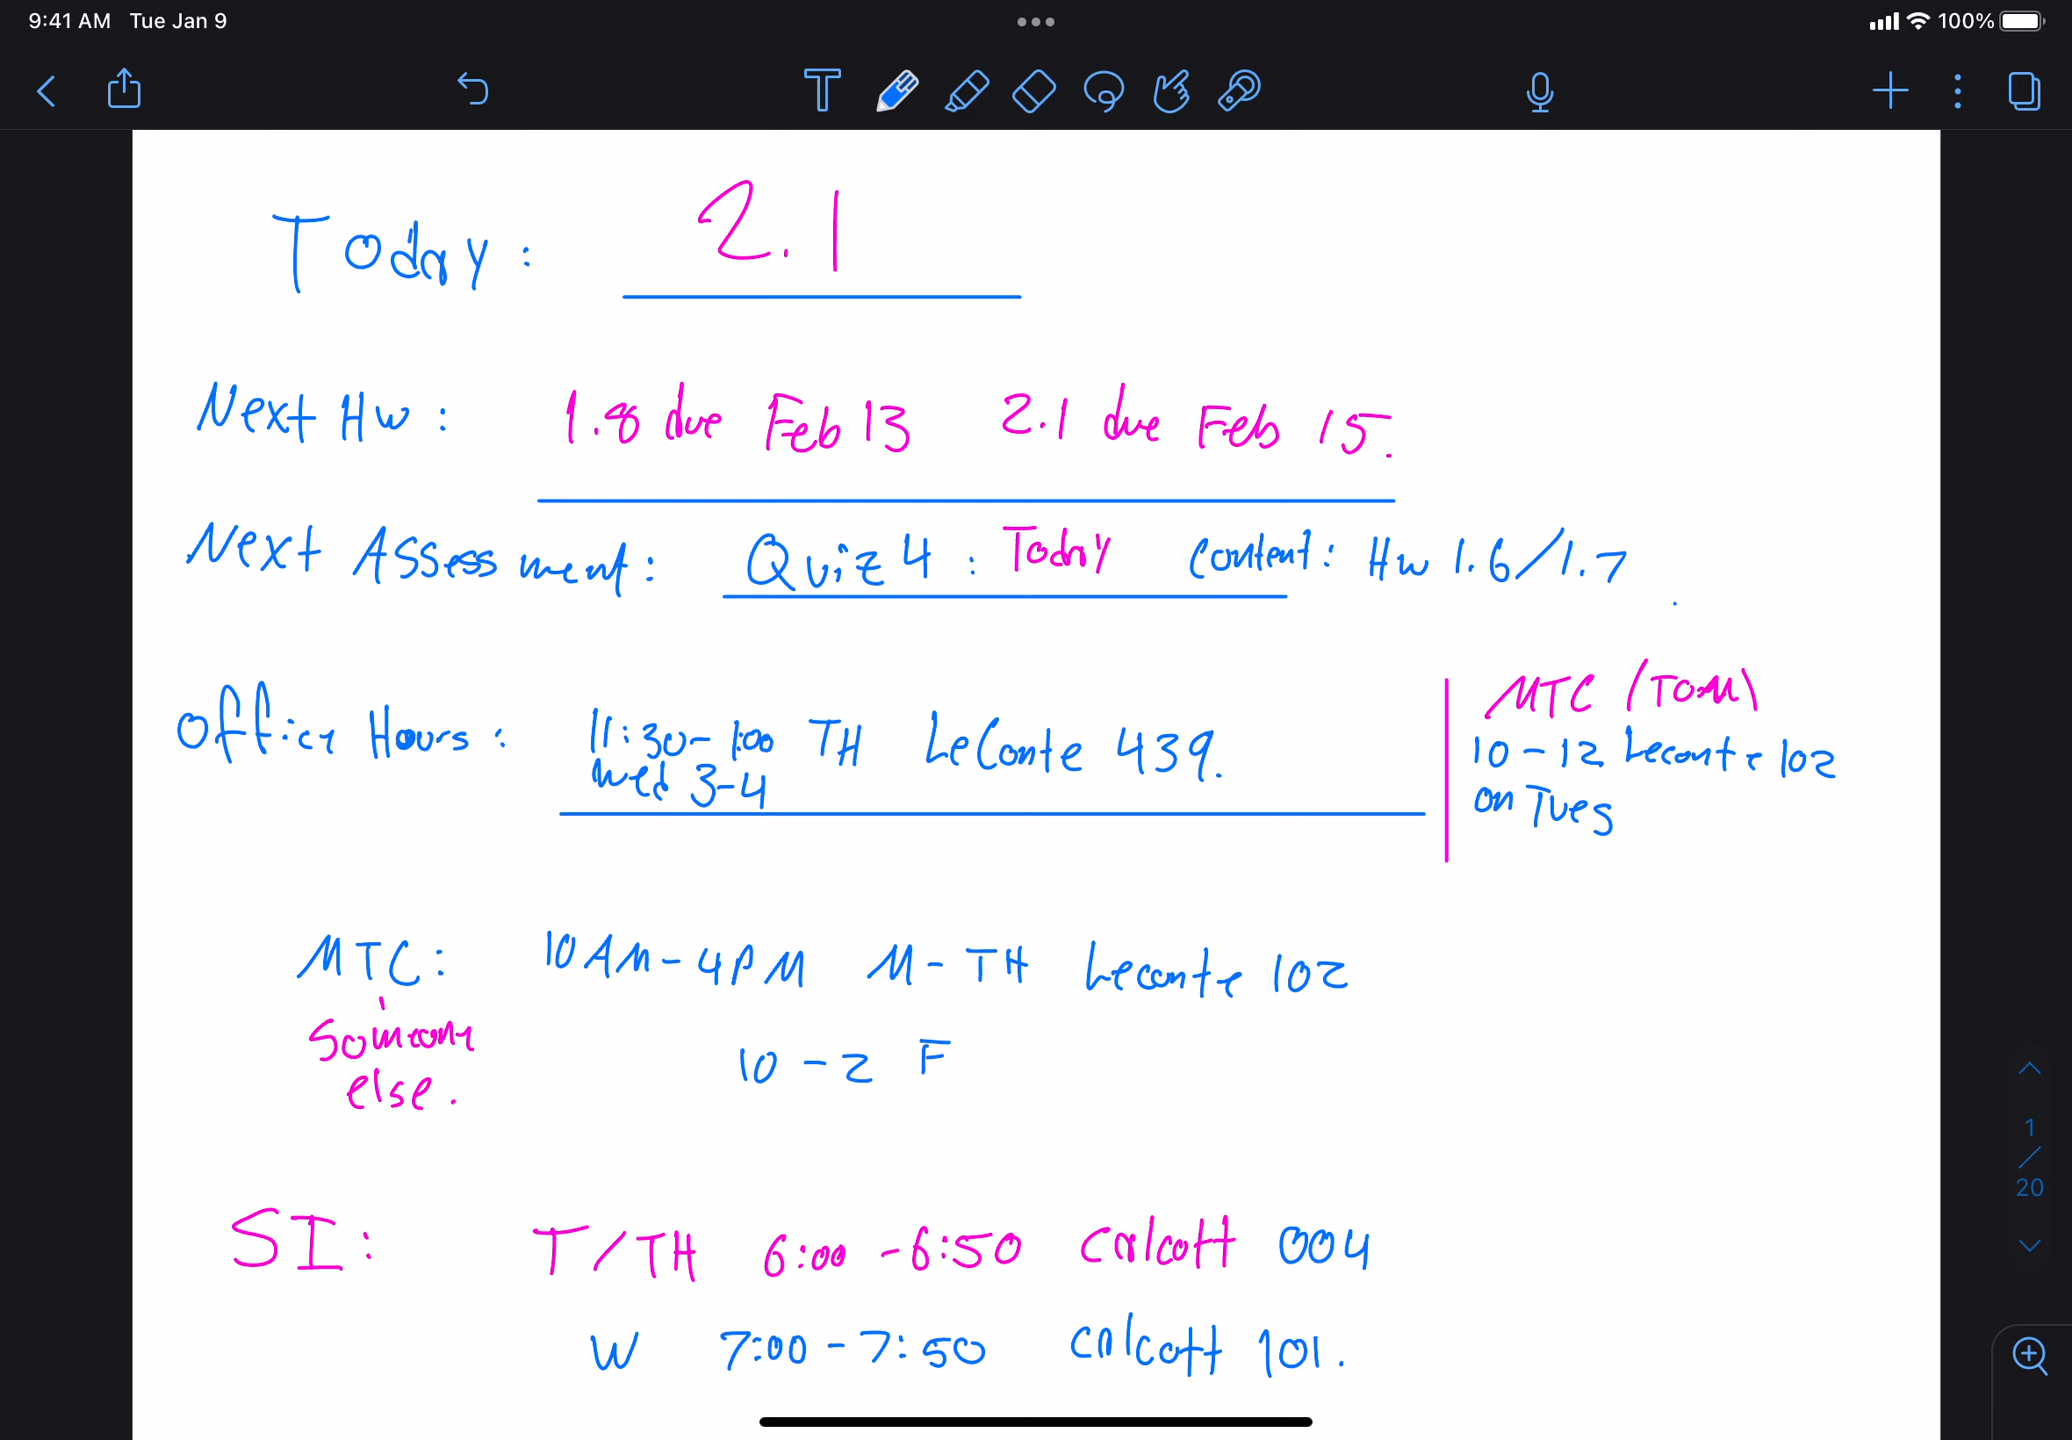 9:41 AM Tue Jan 9
100%
Today: 2.1
Next Hw: 1.8 due Feb 13 2.1 due Feb 15.
Next Assessment: Quiz 4: Today Content: Hw 1.6/1.7
Office Hours: 11:30-1:00 TH LeConte 439.
Wed 3-4
MTC (TOM)
10-12 Leconte 102
on Tues
MTC: 10AM-4PM M-TH Leconte 102
someone
else.
10-2 F
SI: T/TH 6:00-6:50 Calcott 004
W 7:00-7:50 Calcott 101.
1
/
20